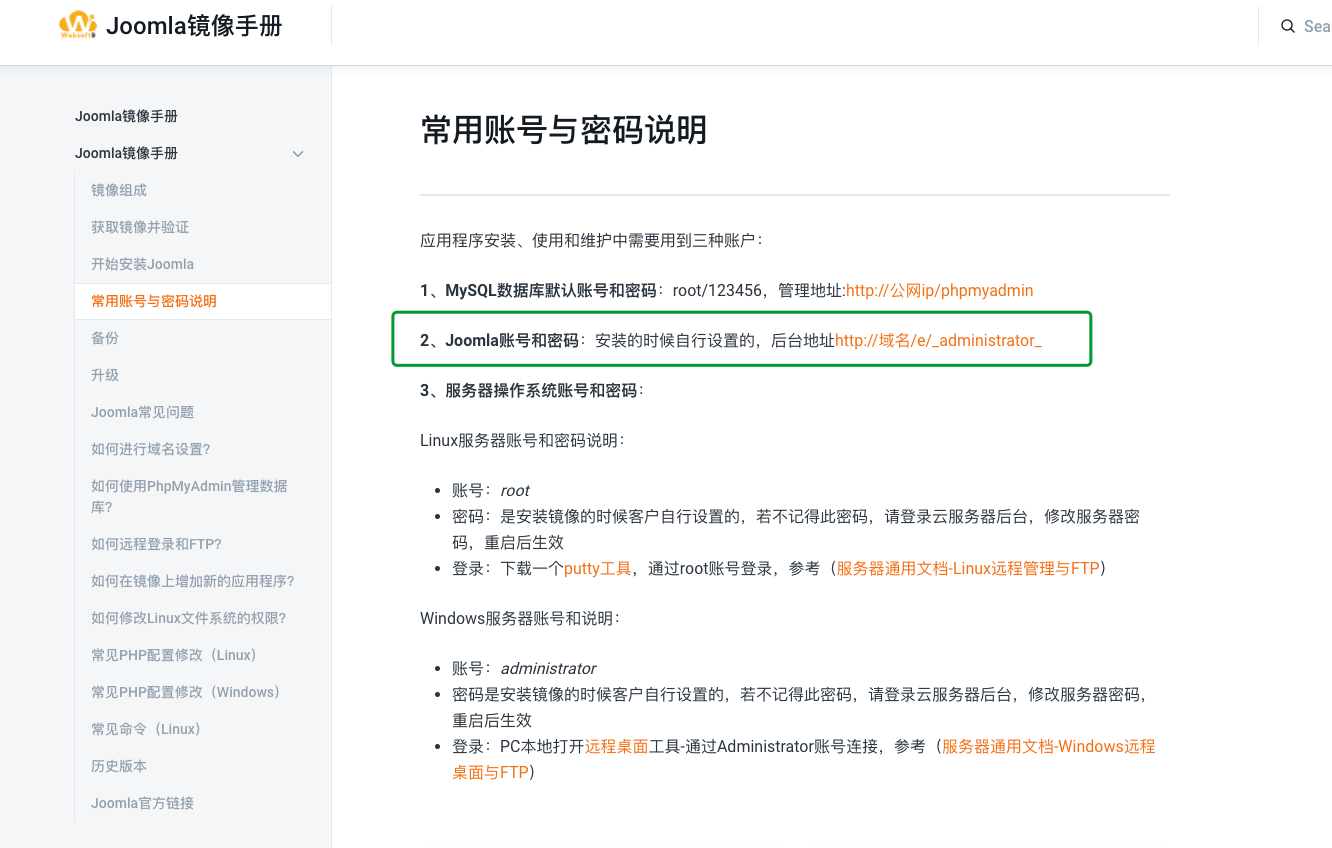 Websoft9
Joomla镜像手册
Sea
Joomla镜像手册
Joomla镜像手册
镜像组成
获取镜像并验证
开始安装Joomla
常用账号与密码说明
备份
升级
Joomla常见问题
如何进行域名设置?
如何使用PhpMyAdmin管理数据
库?
如何远程登录和FTP?
如何在镜像上增加新的应用程序?
如何修改Linux文件系统的权限?
常见PHP配置修改（Linux）
常见PHP配置修改（Windows）
常见命令（Linux）
历史版本
Joomla官方链接
常用账号与密码说明
应用程序安装、使用和维护中需要用到三种账户：
1、MySQL数据库默认账号和密码：root/123456，管理地址:http://公网ip/phpmyadmin
2、Joomla账号和密码：安装的时候自行设置的，后台地址http://域名/e/_administrator_
3、服务器操作系统账号和密码：
Linux服务器账号和密码说明：
• 账号：root
• 密码：是安装镜像的时候客户自行设置的，若不记得此密码，请登录云服务器后台，修改服务器密
码，重启后生效
• 登录：下载一个putty工具，通过root账号登录，参考（服务器通用文档-Linux远程管理与FTP）
Windows服务器账号和说明：
• 账号：administrator
• 密码是安装镜像的时候客户自行设置的，若不记得此密码，请登录云服务器后台，修改服务器密码，
重启后生效
• 登录：PC本地打开远程桌面工具-通过Administrator账号连接，参考（服务器通用文档-Windows远程
桌面与FTP）